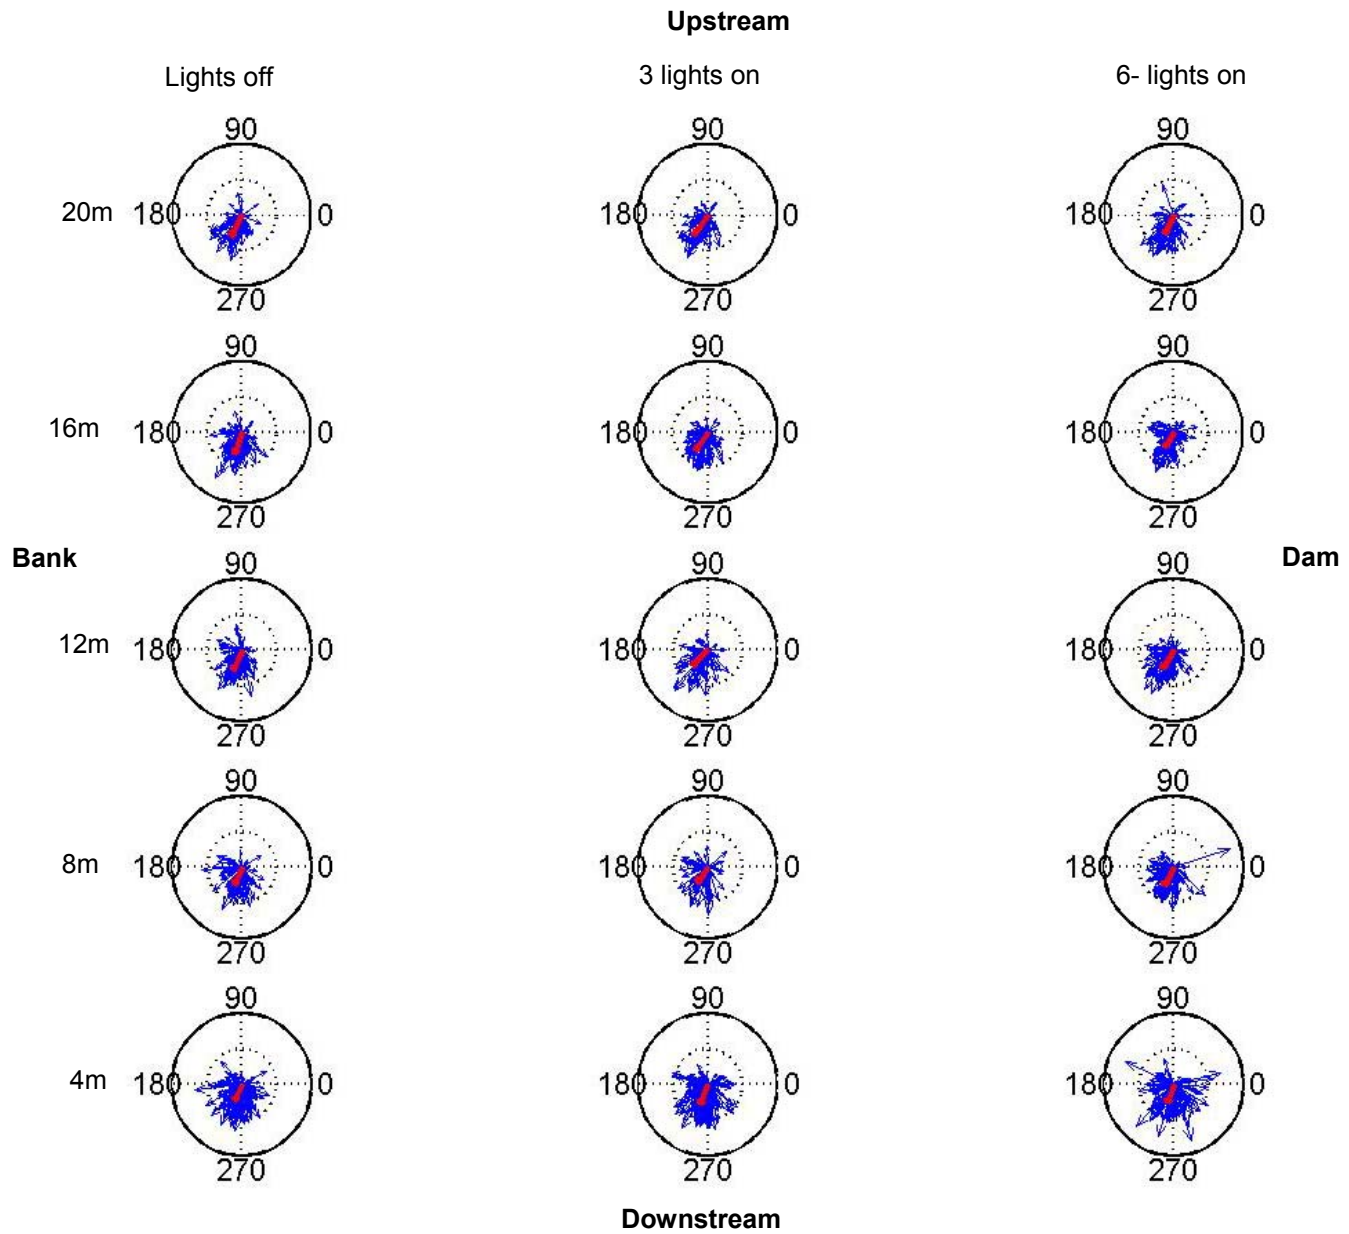 Upstream
Lights off 3 lights on 6- lights on
90 90 90
20m 180 0 180 0 180 0
270 270 270
90 90 90
16m 180 0 180 0 180 0
270 270 270
Bank Dam
90 90 90
12m 180 0 180 0 180 0
270 270 270
90 90 90
8m 180 0 180 0 180 0
270 270 270
90 90 90
4m 180 0 180 0 180 0
270 270 270
Downstream